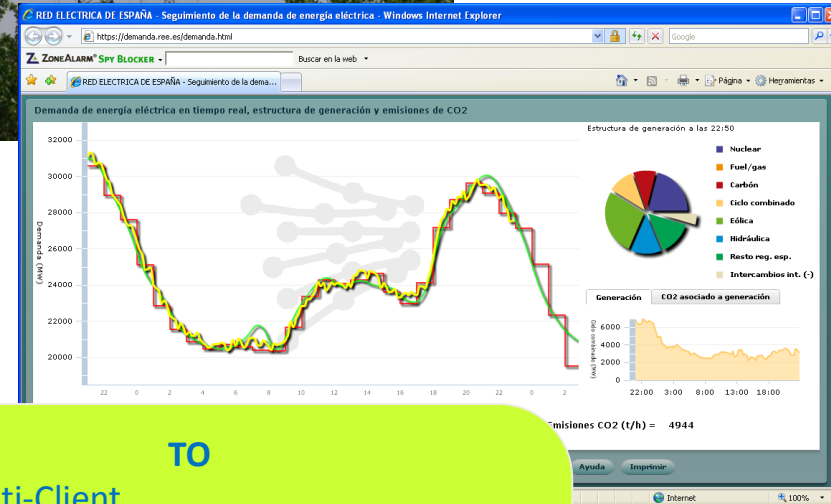 RED ELECTRICA DE ESPAÑA - Seguimiento de la demanda de energía eléctrica - Windows Internet Explorer
https://demanda.ree.es/demanda.html
Google
ZONEALARM® SPY BLOCKER
Buscar en la web
RED ELECTRICA DE ESPAÑA - Seguimiento de la dema...
Página
Herramientas
Demanda de energía eléctrica en tiempo real, estructura de generación y emisiones de CO2
Estructura de generación a las 22:50
32000
30000
28000
26000
24000
22000
20000
Demanda (MW)
22 0 2 4 6 8 10 12 14 16 18 20 22 0 2
Nuclear
Fuel/gas
Carbón
Ciclo combinado
Eólica
Hidráulica
Resto reg. esp.
Intercambios int. (-)
Generación
CO2 asociado a generación
Ciclo combinado (MW)
6000
4000
2000
0
22:00 3:00 8:00 13:00 18:00
Emisiones CO2 (t/h) = 4944
Ayuda
Imprimir
Internet
100%
TO
ti-Client